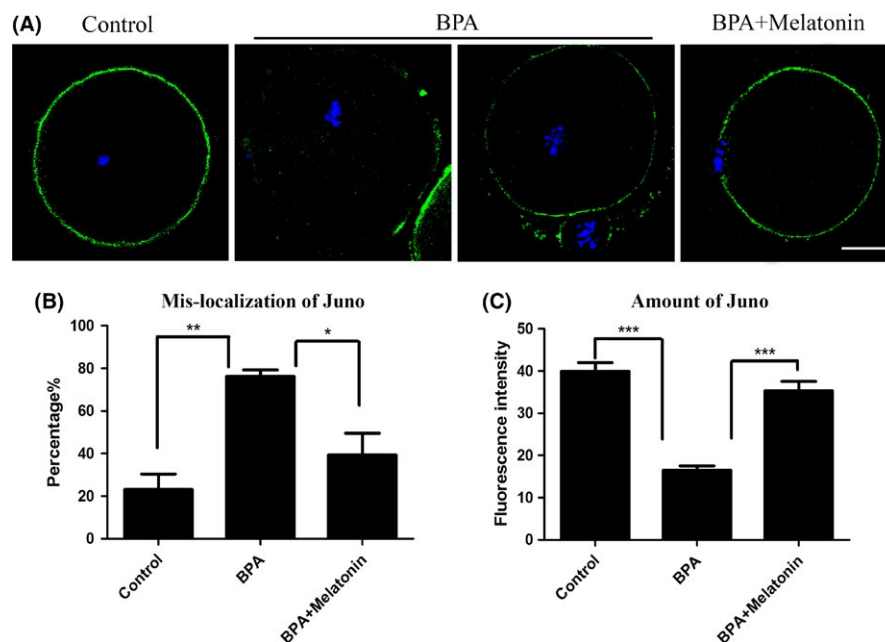 (A) Control BPA BPA+Melatonin
(B) Mis-localization of Juno
Percentage%
100
80
60
40
20
0
** *
Control
BPA
BPA+Melatonin
(C) Amount of Juno
Fluorescence intensity
50
40
30
20
10
0
*** ***
Control
BPA
BPA+Melatonin